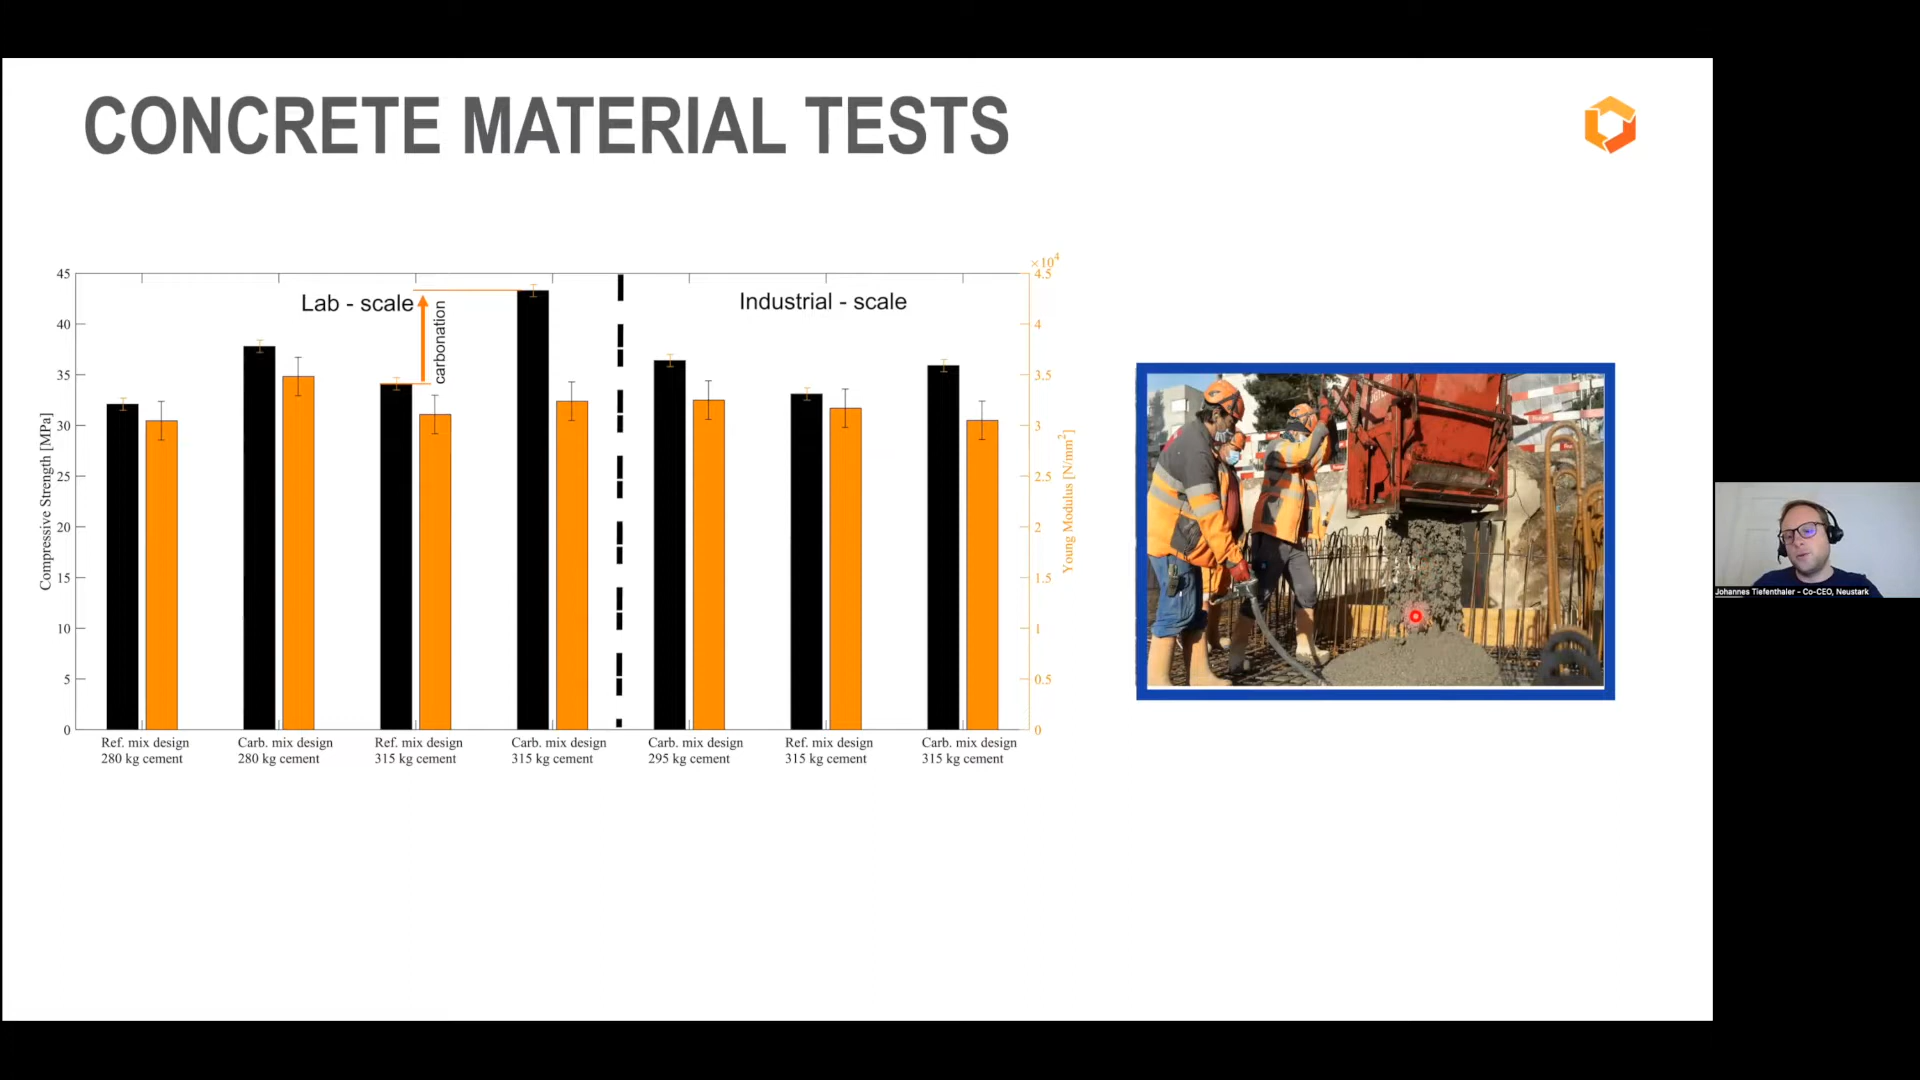 CONCRETE MATERIAL TESTS
×10⁴
45
40
35
30
25
20
15
10
5
0
Compressive Strength [MPa]
Lab - scale
carbonation
Industrial - scale
4.5
4
3.5
3
2.5
2
1.5
1
0.5
0
Young Modulus [N/mm²]
Ref. mix design
280 kg cement
Carb. mix design
280 kg cement
Ref. mix design
315 kg cement
Carb. mix design
315 kg cement
Carb. mix design
295 kg cement
Ref. mix design
315 kg cement
Carb. mix design
315 kg cement
Johannes Tiefenthaler – Co-CEO, Neustark